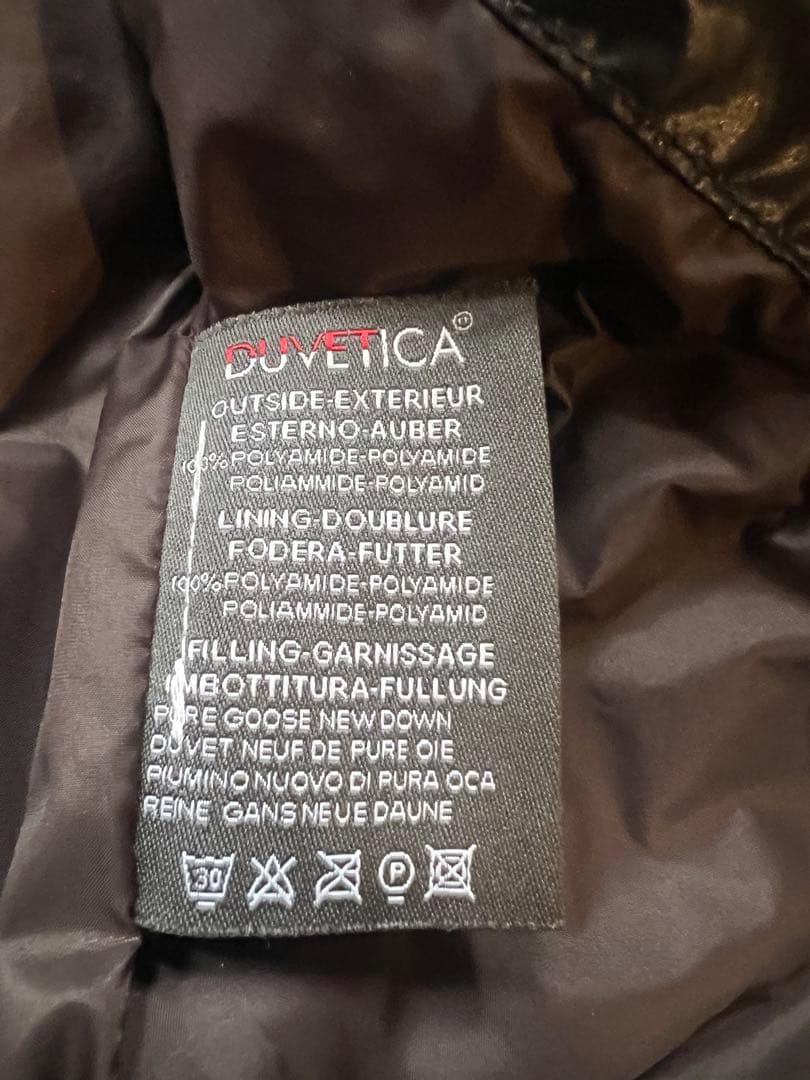 DUVETICA®
OUTSIDE-EXTERIEUR
ESTERNO-AUBER
100% POLYAMIDE-POLYAMIDE
POLIAMMIDE-POLYAMID
LINING-DOUBLURE
FODERA-FUTTER
100% POLYAMIDE-POLYAMIDE
POLIAMMIDE-POLYAMID
FILLING-GARNISSAGE
IMBOTTITURA-FULLUNG
PURE GOOSE NEW DOWN
DUVET NEUF DE PURE OIE
PIUMINO NUOVO DI PURA OCA
REINE GANS NEUE DAUNE
30 P